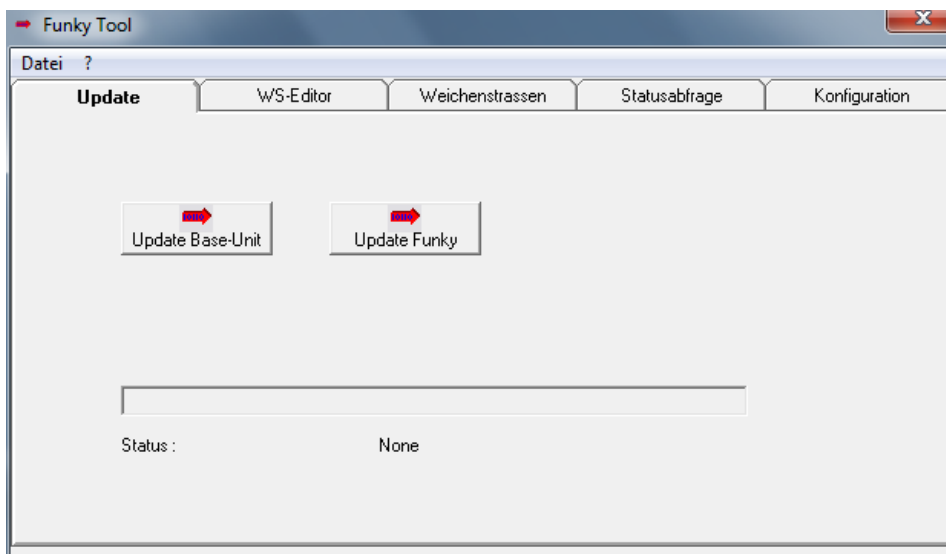 Funky Tool
Datei ?
Update WS-Editor Weichenstrassen Statusabfrage Konfiguration
Update Base-Unit Update Funky
Status : None